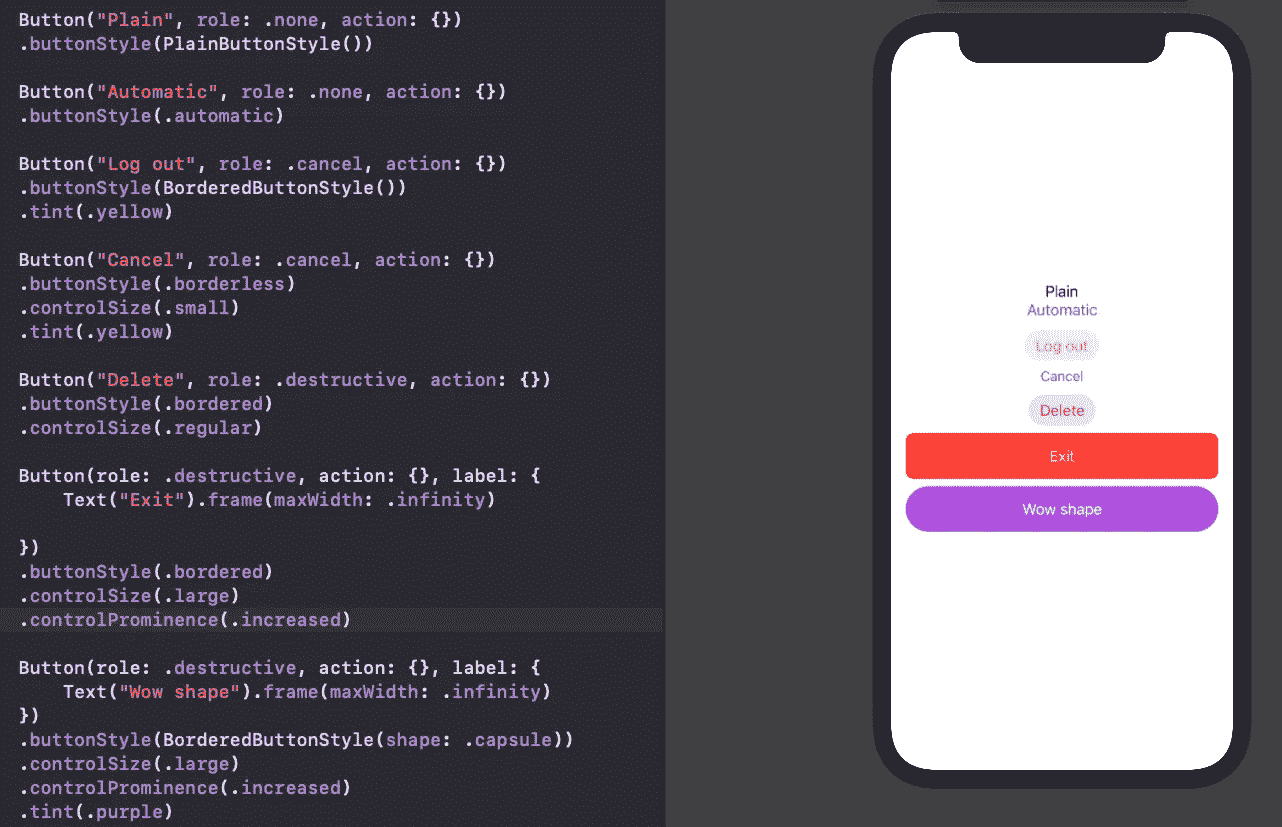 Button("Plain", role: .none, action: {})
.buttonStyle(PlainButtonStyle())
Button("Automatic", role: .none, action: {})
.buttonStyle(.automatic)
Button("Log out", role: .cancel, action: {})
.buttonStyle(BorderedButtonStyle())
.tint(.yellow)
Button("Cancel", role: .cancel, action: {})
.buttonStyle(.borderless)
.controlSize(.small)
.tint(.yellow)
Button("Delete", role: .destructive, action: {})
.buttonStyle(.bordered)
.controlSize(.regular)
Button(role: .destructive, action: {}, label: {
    Text("Exit").frame(maxWidth: .infinity)
})
.buttonStyle(.bordered)
.controlSize(.large)
.controlProminence(.increased)
Button(role: .destructive, action: {}, label: {
    Text("Wow shape").frame(maxWidth: .infinity)
})
.buttonStyle(BorderedButtonStyle(shape: .capsule))
.controlSize(.large)
.controlProminence(.increased)
.tint(.purple)
Plain
Automatic
Log out
Cancel
Delete
Exit
Wow shape